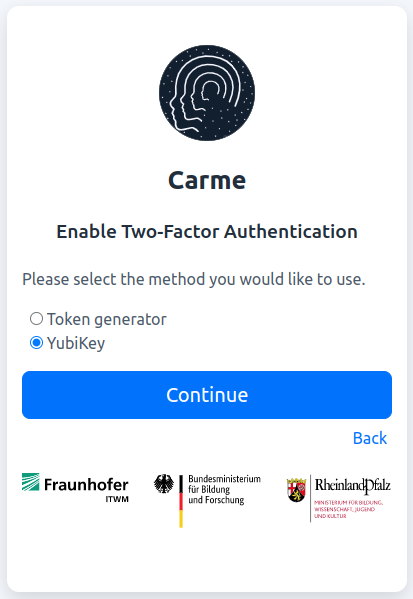 Carme
Enable Two-Factor Authentication
Please select the method you would like to use.
Token generator
YubiKey
Continue
Back
Fraunhofer
ITWM
Bundesministerium
für Bildung
und Forschung
RheinlandPfalz
MINISTERIUM FÜR BILDUNG,
WISSENSCHAFT, JUGEND
UND KULTUR